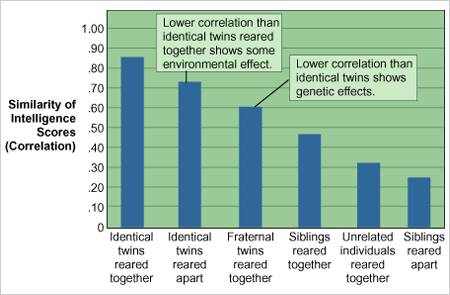 1.00
.80
.70
.60
.50
.40
.30
.20
.10
0
Similarity of
Intelligence
Scores
(Correlation)
Lower correlation than
identical twins reared
together shows some
environmental effect.
Lower correlation than
identical twins shows
genetic effects.
Identical
twins
reared
together
Identical
twins
reared
apart
Fraternal
twins
reared
together
Siblings
reared
together
Unrelated
individuals
reared
together
Siblings
reared
apart